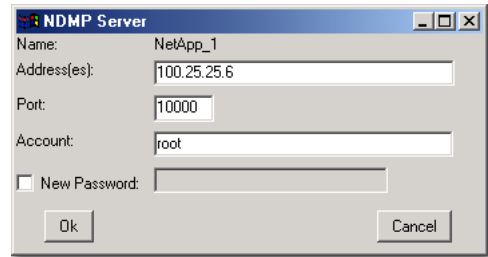 NDMP Server
Name: NetApp_1
Address(es): 100.25.25.6
Port: 10000
Account: root
New Password:
Ok Cancel